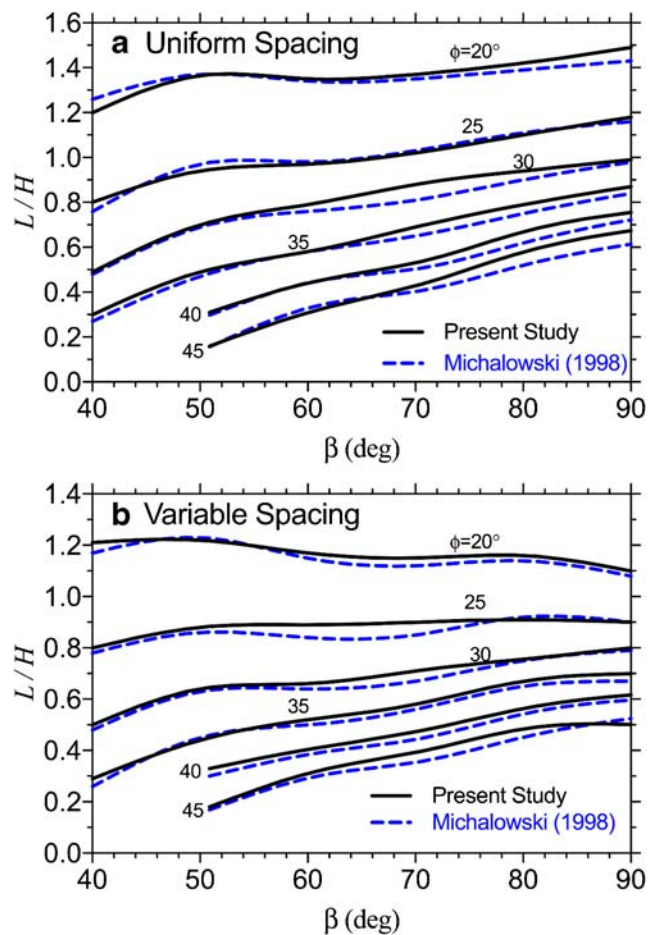 a Uniform Spacing
ϕ=20°
25
30
35
40
45
Present Study
Michalowski (1998)
L/H
1.6
1.4
1.2
1.0
0.8
0.6
0.4
0.2
0.0
40 50 60 70 80 90
β (deg)
b Variable Spacing
ϕ=20°
25
30
35
40
45
Present Study
Michalowski (1998)
L/H
1.4
1.2
1.0
0.8
0.6
0.4
0.2
0.0
40 50 60 70 80 90
β (deg)